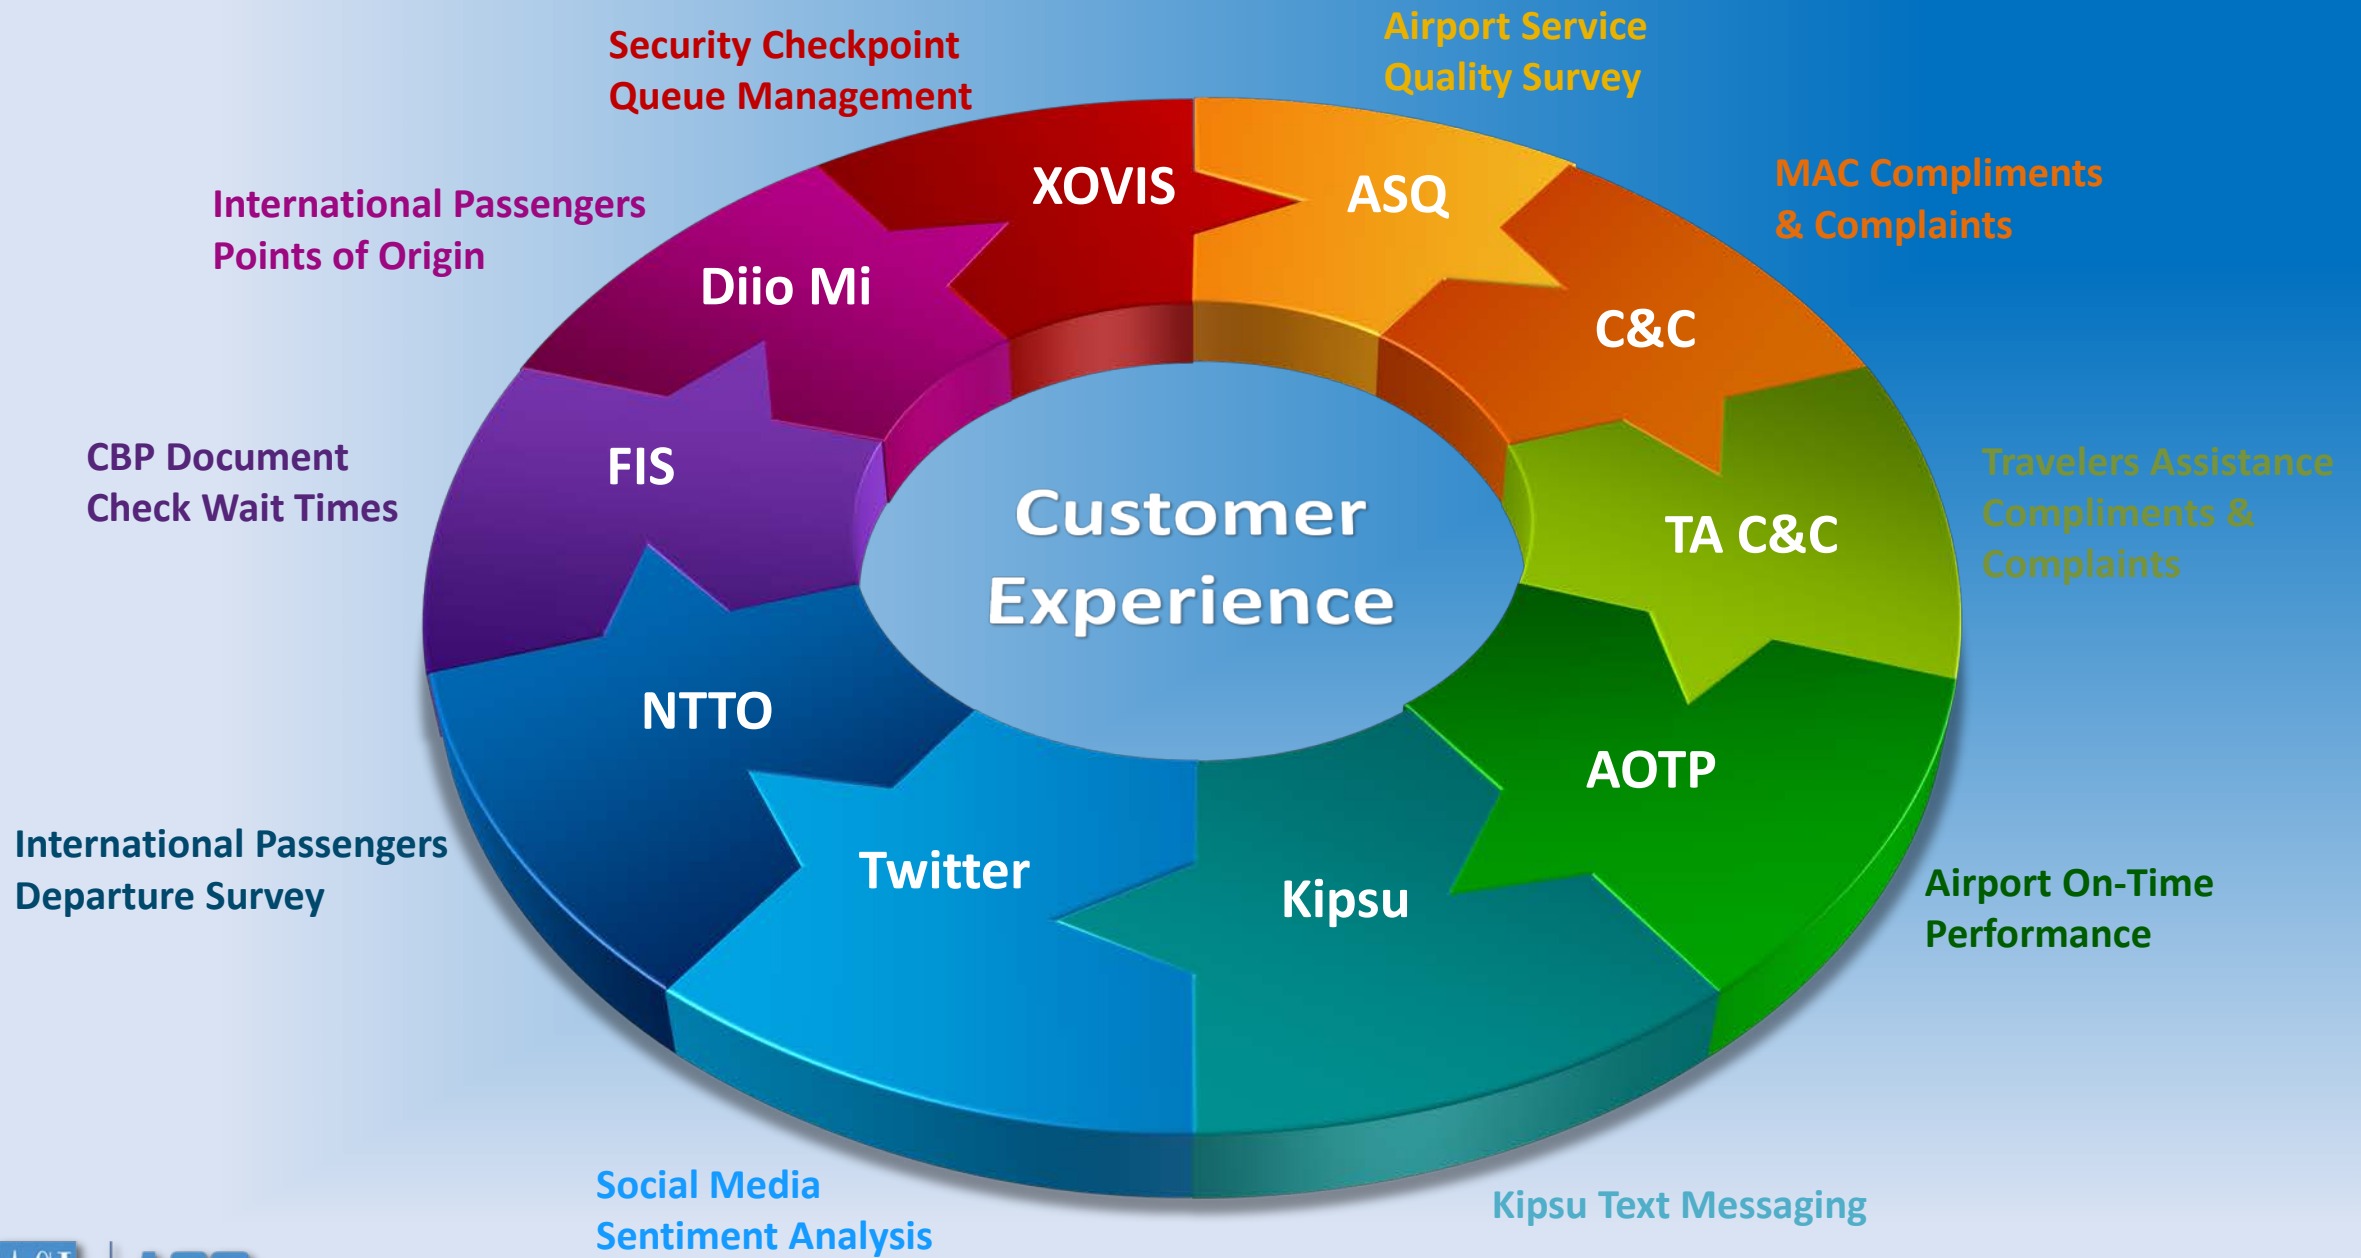 Security Checkpoint
Queue Management
Airport Service
Quality Survey
International Passengers
Points of Origin
MAC Compliments
& Complaints
XOVIS
ASQ
Diio Mi
C&C
CBP Document
Check Wait Times
FIS
TA C&C
Travelers Assistance
Compliments &
Complaints
Customer
Experience
NTTO
AOTP
International Passengers
Departure Survey
Twitter
Kipsu
Airport On-Time
Performance
Social Media
Sentiment Analysis
Kipsu Text Messaging